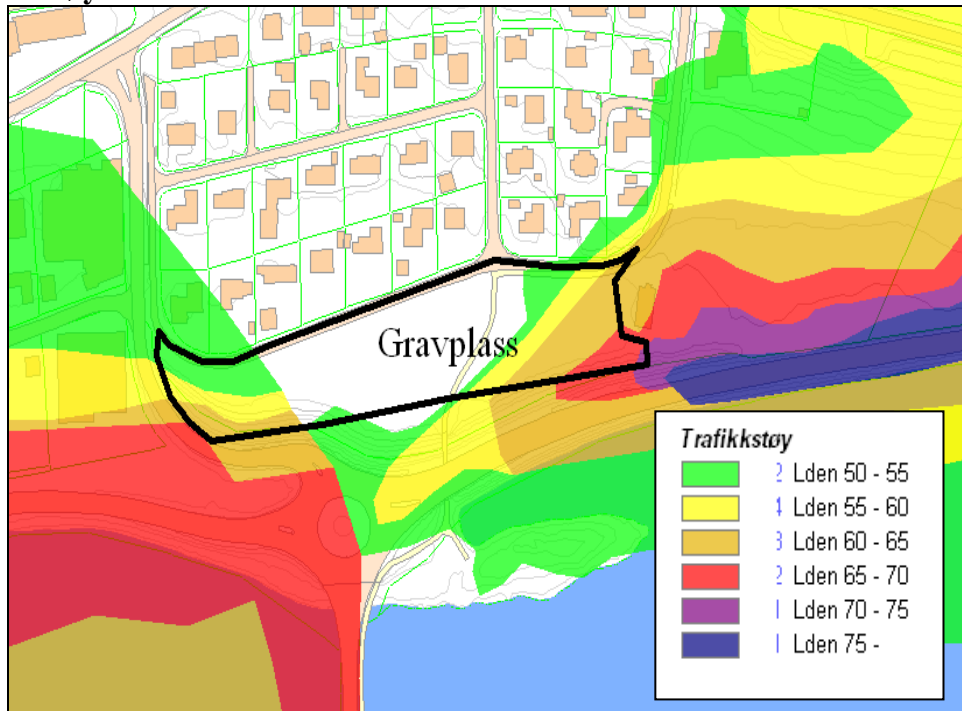 Gravplass
Trafikkstøy
2 Lden 50 - 55
4 Lden 55 - 60
3 Lden 60 - 65
2 Lden 65 - 70
1 Lden 70 - 75
1 Lden 75 -